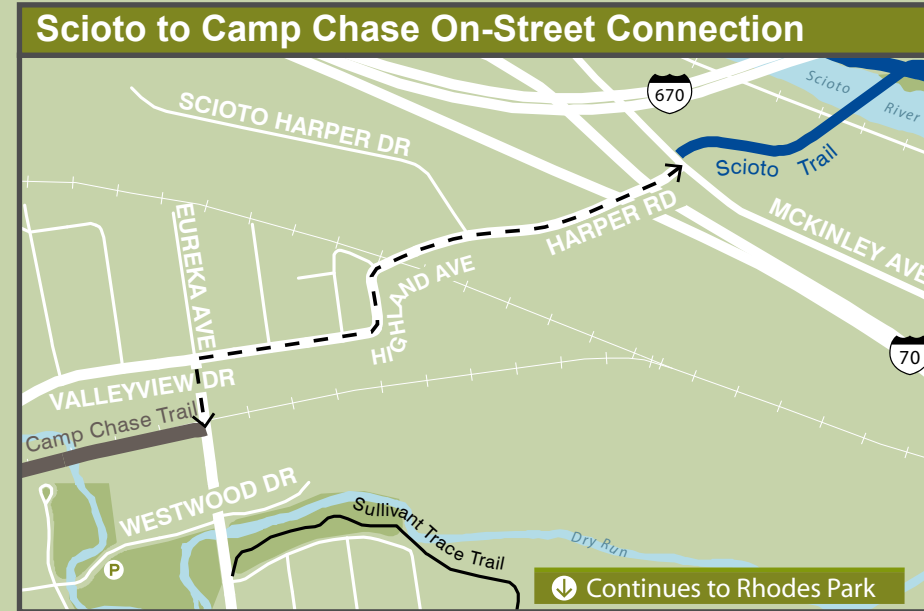 Scioto to Camp Chase On-Street Connection
670
Scioto
River
SCIOTO HARPER DR
Scioto Trail
HARPER RD
MCKINLEY AVE
EUREKA AVE
HIGHLAND AVE
70
VALLEYVIEW DR
Camp Chase Trail
WESTWOOD DR
Sullivant Trace Trail
Dry Run
P
Continues to Rhodes Park